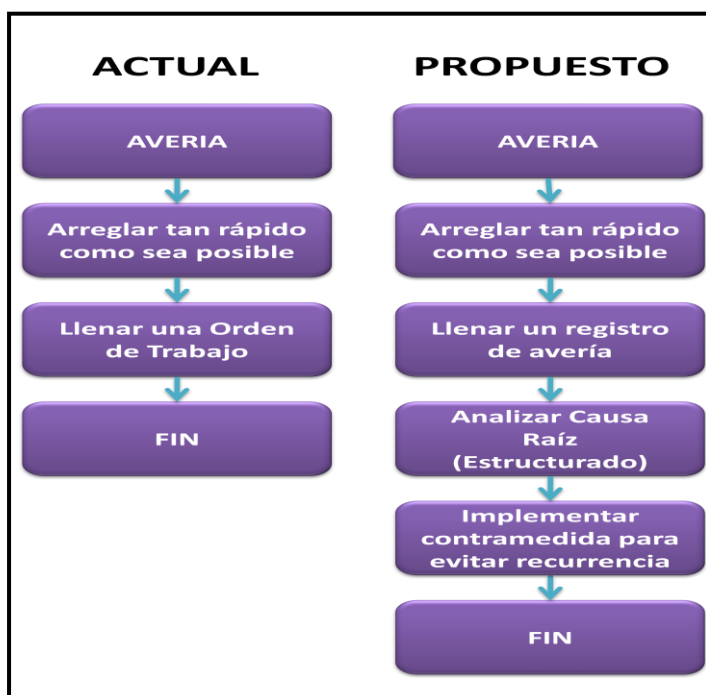 ACTUAL
AVERIA
Arreglar tan rápido
como sea posible
Llenar una Orden
de Trabajo
FIN
PROPUESTO
AVERIA
Arreglar tan rápido
como sea posible
Llenar un registro
de avería
Analizar Causa
Raíz
(Estructurado)
Implementar
contramedida para
evitar recurrencia
FIN